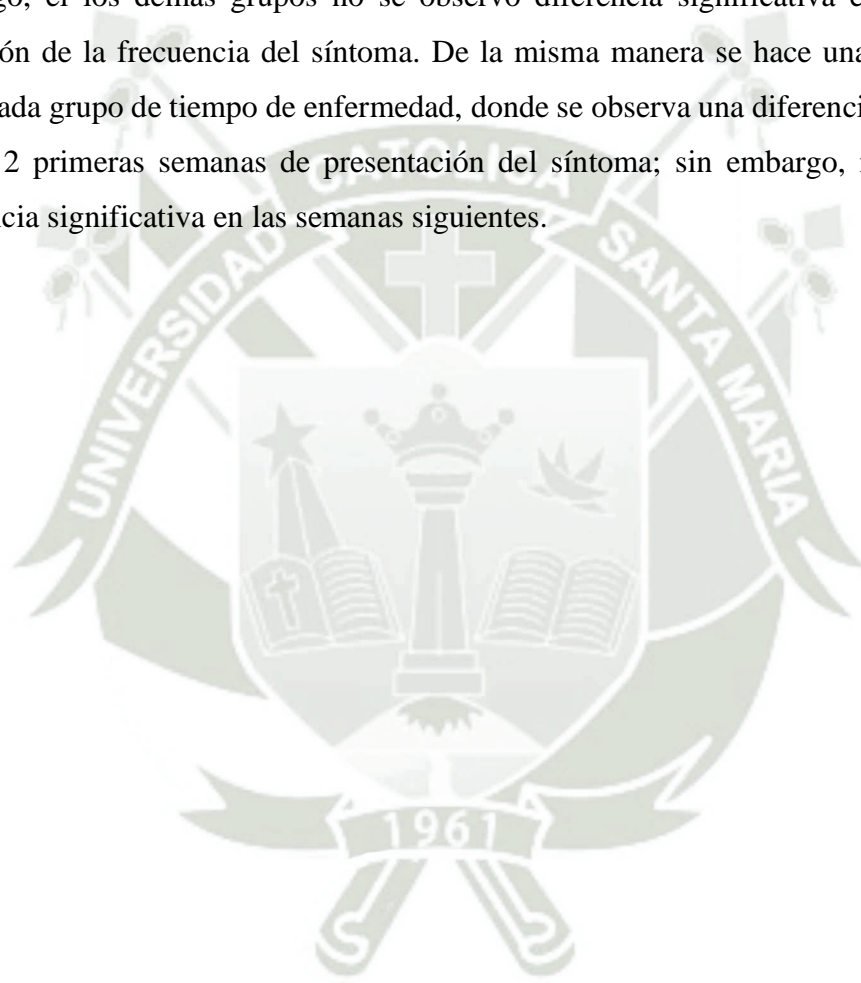 go, el los demás grupos no se observó diferencia significativa e
ión de la frecuencia del síntoma. De la misma manera se hace una
ada grupo de tiempo de enfermedad, donde se observa una diferenci
2 primeras semanas de presentación del síntoma; sin embargo,
cia significativa en las semanas siguientes.
UNIVERSIDAD CATOLICA SANTA MARIA
1961